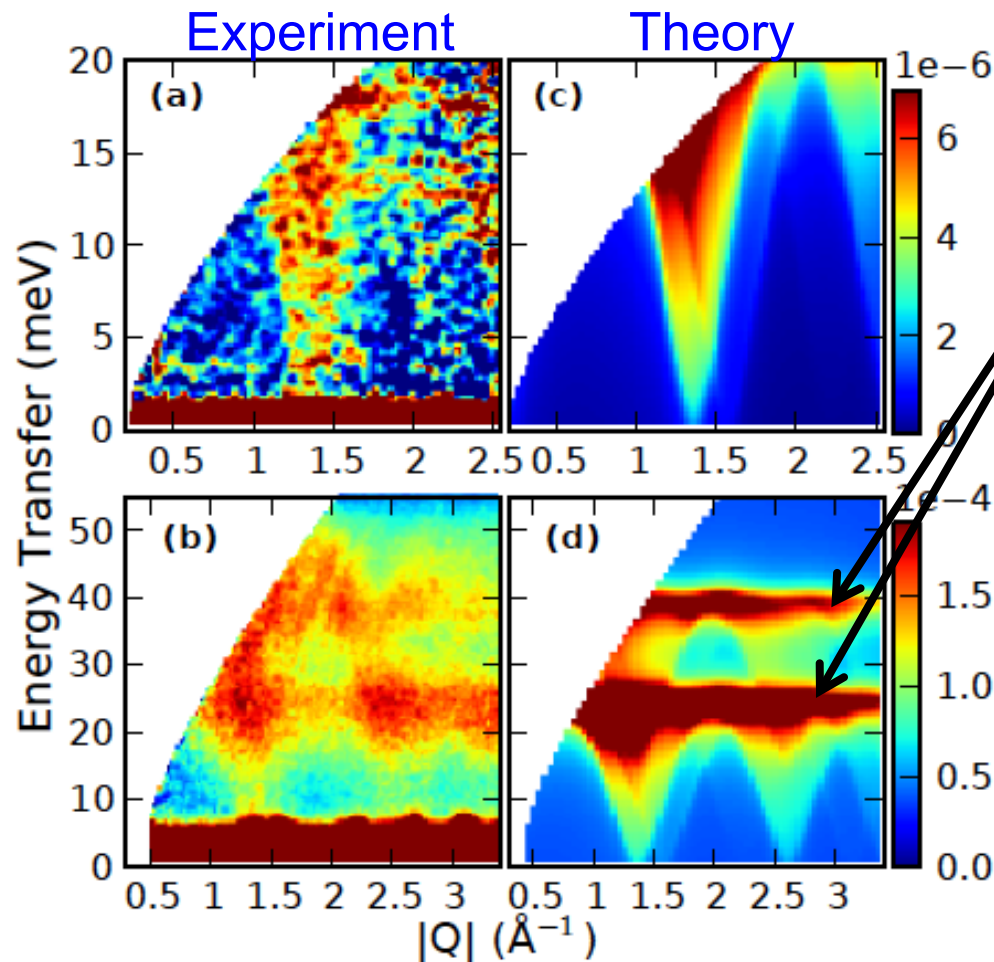 Experiment Theory
20 (a) (c) 1e−6
15 6
10 4
5 2
0 0
0.5 1 1.5 2 2.5 0.5 1 1.5 2 2.5
Energy Transfer (meV)
50 (b) (d) 1e−4
40 1.5
30 1.0
20 0.5
10
0 0.0
0.5 1 1.5 2 2.5 3 0.5 1 1.5 2 2.5 3
|Q| (Å⁻¹)